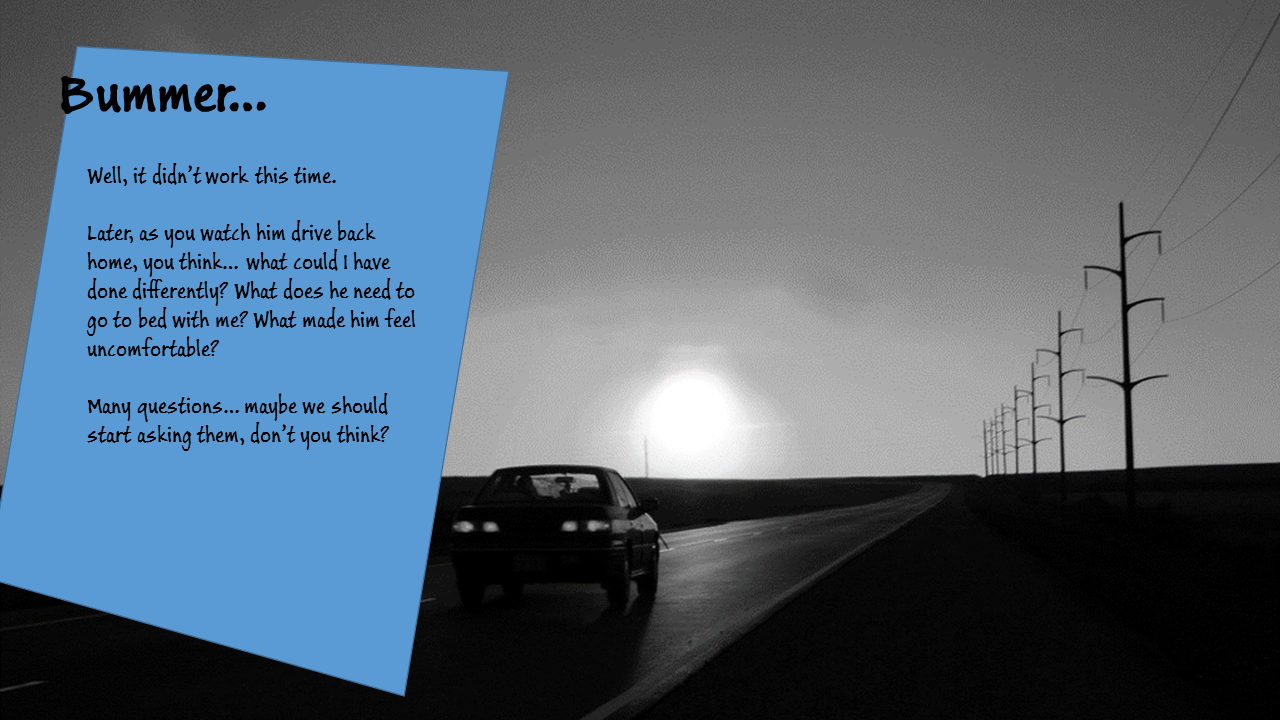 Bummer...
Well, it didn't work this time.
Later, as you watch him drive back
home, you think... what could I have
done differently? What does he need to
go to bed with me? What made him feel
uncomfortable?
Many questions... maybe we should
start asking them, don't you think?